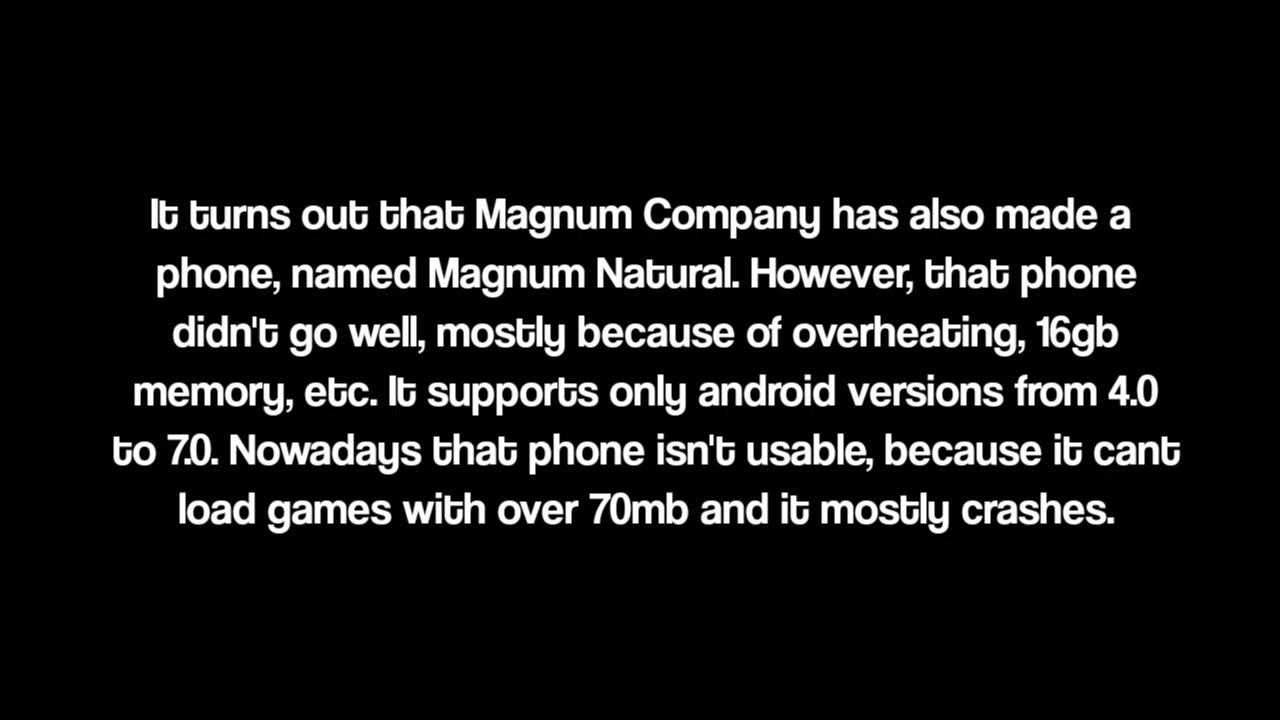 It turns out that Magnum Company has also made a
phone, named Magnum Natural. However, that phone
didn't go well, mostly because of overheating, 16gb
memory, etc. It supports only android versions from 4.0
to 7.0. Nowadays that phone isn't usable, because it cant
load games with over 70mb and it mostly crashes.